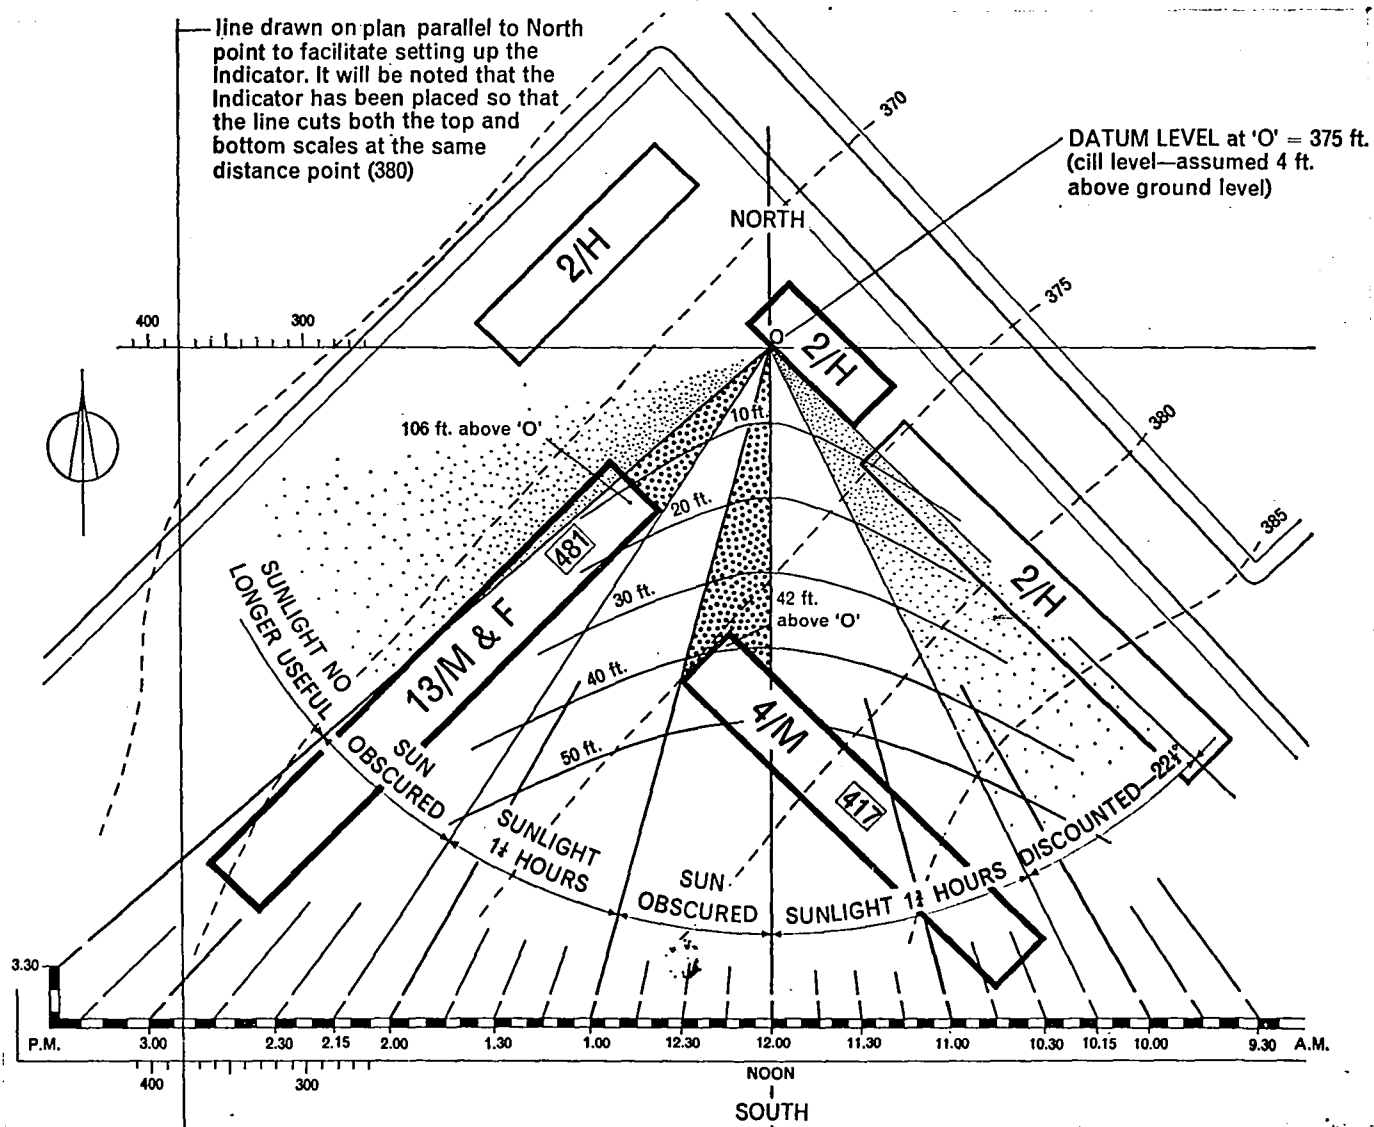 line drawn on plan parallel to North
point to facilitate setting up the
Indicator. It will be noted that the
Indicator has been placed so that
the line cuts both the top and
bottom scales at the same
distance point (380)
370
DATUM LEVEL at 'O' = 375 ft.
(cill level—assumed 4 ft.
above ground level)
NORTH
2/H
375
400
300
O
2/H
380
10 ft.
106 ft. above 'O'
20 ft.
385
481
2/H
30 ft.
42 ft.
above 'O'
SUNLIGHT NO
LONGER USEFUL
13/M & F
40 ft.
4/M
50 ft.
SUN
OBSCURED
22½°
417
SUNLIGHT
1½ HOURS
SUN
OBSCURED
SUNLIGHT 1½ HOURS
DISCOUNTED
3.30
P.M.
3.00
2.30
2.15
2.00
1.30
1.00
12.30
12.00
11.30
11.00
10.30
10.15
10.00
9.30
A.M.
400
300
NOON
SOUTH